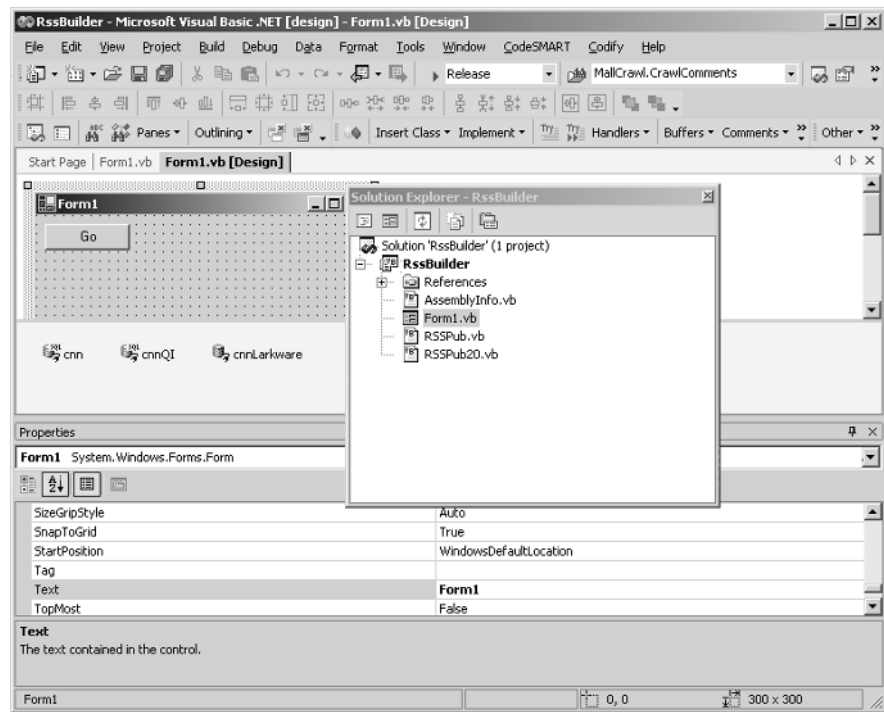 RssBuilder - Microsoft Visual Basic .NET [design] - Form1.vb [Design]
File Edit View Project Build Debug Data Format Tools Window CodeSMART Codify Help
Release MallCrawl.CrawlComments
Panes Outlining Insert Class Implement Handlers Buffers Comments Other
Start Page Form1.vb Form1.vb [Design]
Form1
Go
cnn cnnQI cnnLarkware
Solution Explorer - RssBuilder
Solution 'RssBuilder' (1 project)
RssBuilder
References
AssemblyInfo.vb
Form1.vb
RSSPub.vb
RSSPub20.vb
Properties
Form1 System.Windows.Forms.Form
SizeGripStyle Auto
SnapToGrid True
StartPosition WindowsDefaultLocation
Tag
Text Form1
TopMost False
Text
The text contained in the control.
Form1 0, 0 300 x 300